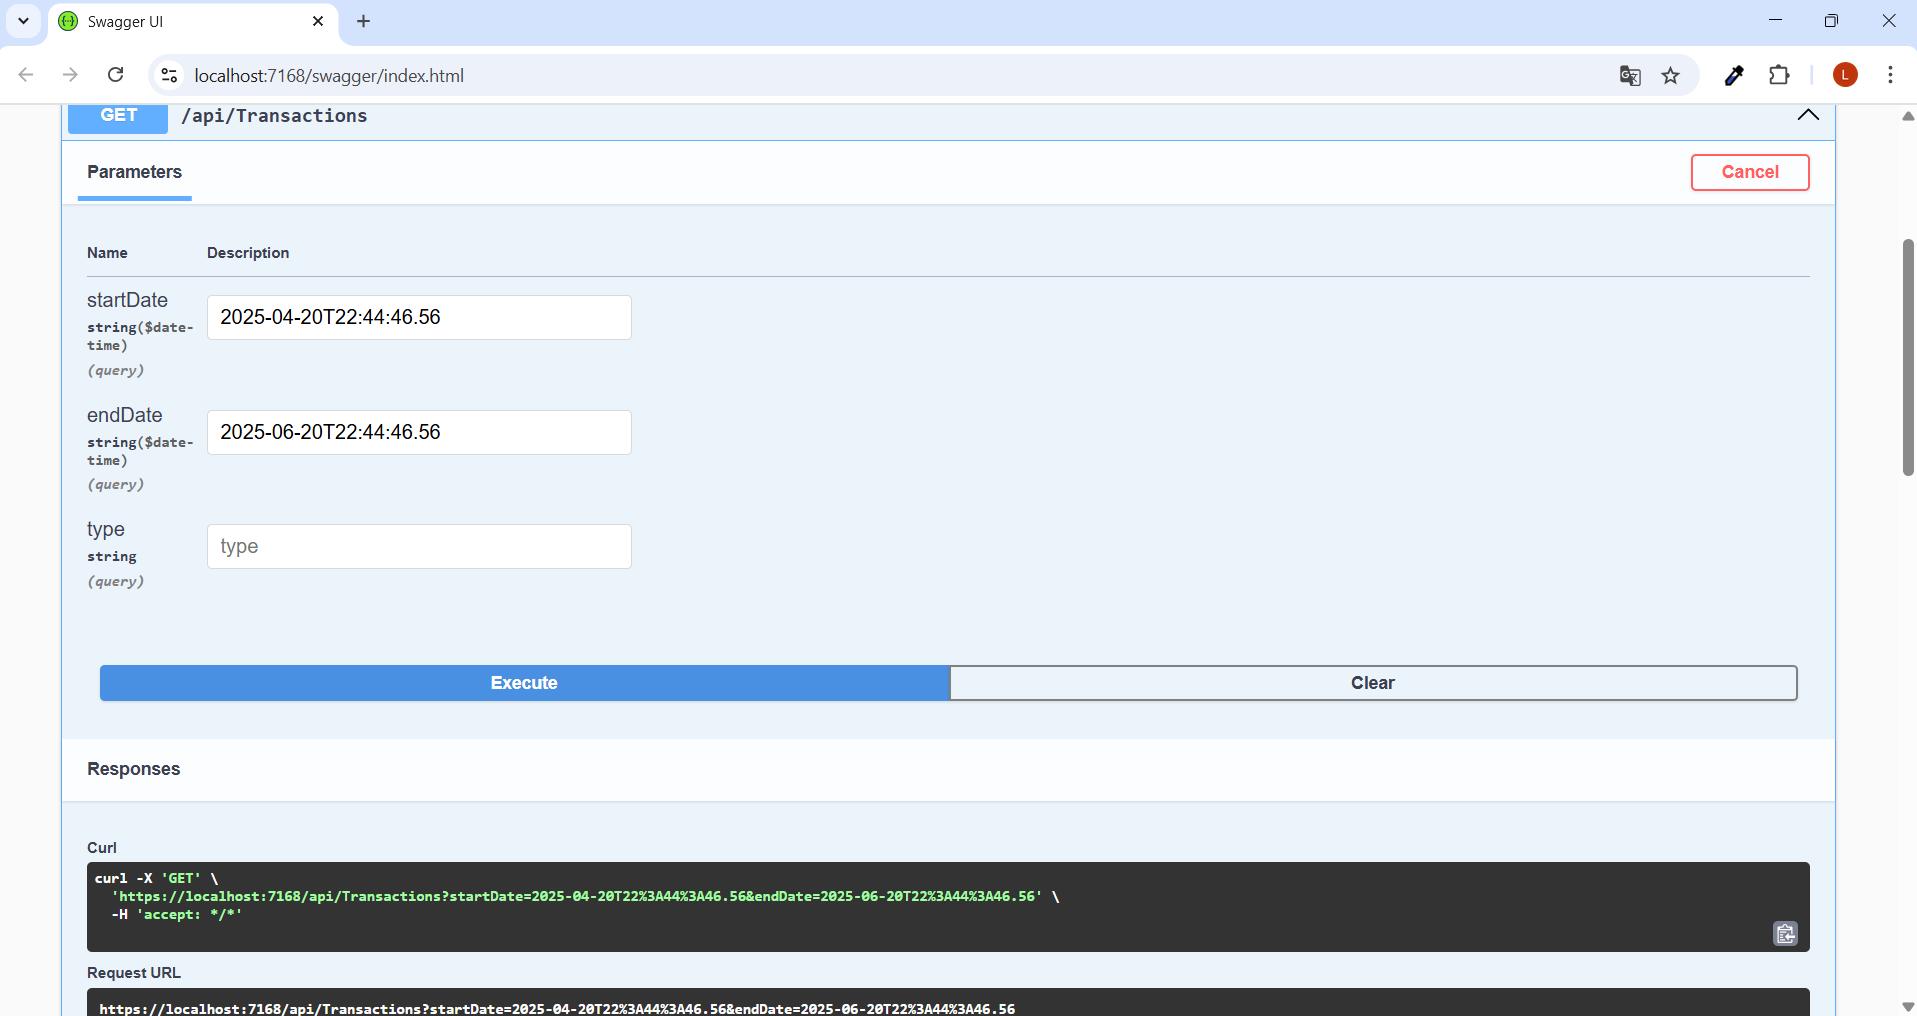 Swagger UI
localhost:7168/swagger/index.html
L
GET /api/Transactions
Parameters
Cancel
Name Description
startDate
string($date-
time)
(query)
2025-04-20T22:44:46.56
endDate
string($date-
time)
(query)
2025-06-20T22:44:46.56
type
string
(query)
type
Execute
Clear
Responses
Curl
curl -X 'GET' \
'https://localhost:7168/api/Transactions?startDate=2025-04-20T22%3A44%3A46.56&endDate=2025-06-20T22%3A44%3A46.56' \
-H 'accept: */*'
Request URL
https://localhost:7168/api/Transactions?startDate=2025-04-20T22%3A44%3A46.56&endDate=2025-06-20T22%3A44%3A46.56